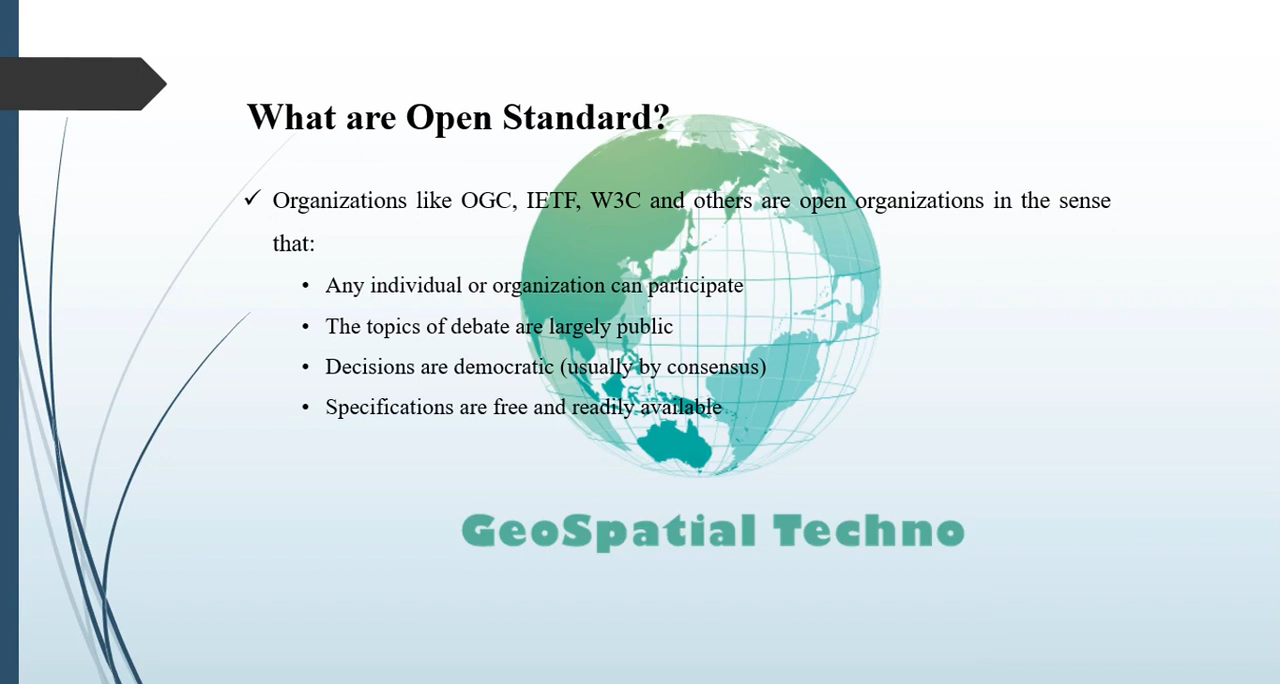 What are Open Standard?
✓ Organizations like OGC, IETF, W3C and others are open organizations in the sense
that:
• Any individual or organization can participate
• The topics of debate are largely public
• Decisions are democratic (usually by consensus)
• Specifications are free and readily available
GeoSpatial Techno